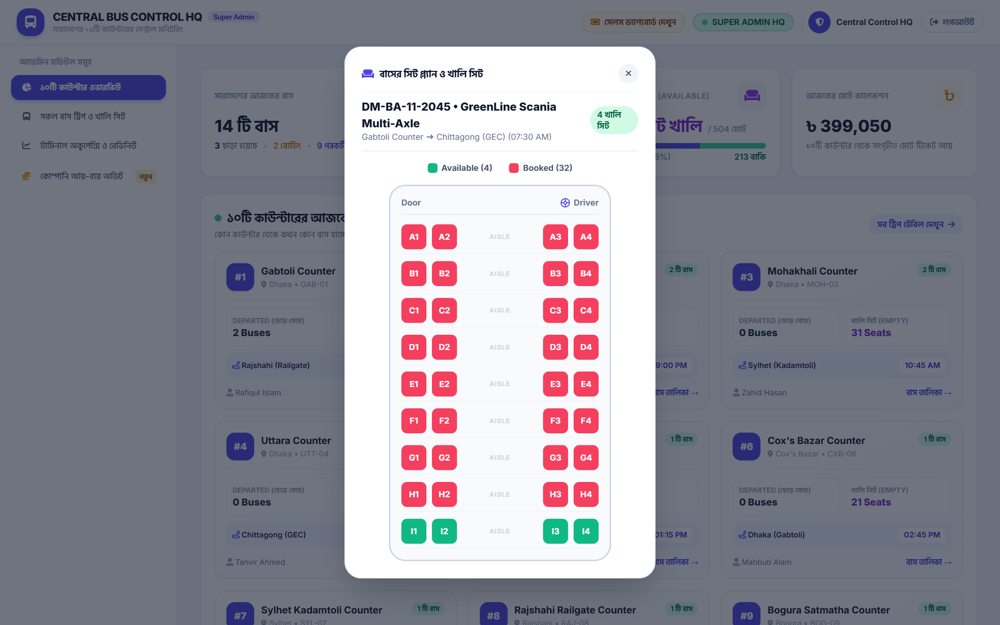 CENTRAL BUS CONTROL HQ Super Admin
সারাদেশের ১০টি কাউন্টারের সেন্ট্রাল মনিটরিং
সেলস ড্যাশবোর্ড দেখুন
SUPER ADMIN HQ
Central Control HQ
লগআউট
অ্যাডমিন মডিউল সমূহ
১০টি কাউন্টার ওভারভিউ
সকল বাস ট্রিপ ও খালি সিট
টার্মিনাল অকুপেন্সি ও রেভিনিউ
কোম্পানি আয়-ব্যয় অডিট নতুন
সারাদেশের আজকের বাস
14 টি বাস
3 ছাড়া হয়েছে • 2 বোর্ডিং • 9 পরবর্তী
(AVAILABLE)
খালি / 504 মোট
8%) 213 বাকি
আজকের মোট কালেকশন
৳
৳ 399,050
১০টি কাউন্টার থেকে সংগৃহীত মোট টিকেট আয়
বাসের সিট প্ল্যান ও খালি সিট
DM-BA-11-2045 • GreenLine Scania
Multi-Axle
4 খালি
সিট
Gabtoli Counter ➔ Chittagong (GEC) (07:30 AM)
Available (4) Booked (32)
Door Driver
A1 A2 AISLE A3 A4
B1 B2 AISLE B3 B4
C1 C2 AISLE C3 C4
D1 D2 AISLE D3 D4
E1 E2 AISLE E3 E4
F1 F2 AISLE F3 F4
G1 G2 AISLE G3 G4
H1 H2 AISLE H3 H4
I1 I2 AISLE I3 I4
১০টি কাউন্টারের
কোন কাউন্টার থেকে কখন কোন বাস
সব ট্রিপ টেবিল দেখুন →
#1 Gabtoli Counter
Dhaka • GAB-01
DEPARTED (ছেড়ে গেছে)
2 Buses
Rajshahi (Railgate)
Rafiqul Islam
2 টি বাস
9:00 PM
তালিকা →
#3 Mohakhali Counter 2 টি বাস
Dhaka • MOH-03
DEPARTED (ছেড়ে গেছে) খালি সিট (EMPTY)
0 Buses 31 Seats
Sylhet (Kadamtoli) 10:45 AM
Zahid Hasan বাস তালিকা →
#4 Uttara Counter
Dhaka • UTT-04
DEPARTED (ছেড়ে গেছে)
0 Buses
Chittagong (GEC)
Tanvir Ahmed
1 টি বাস
01:15 PM
তালিকা →
#6 Cox's Bazar Counter 1 টি বাস
Cox's Bazar • CXB-06
DEPARTED (ছেড়ে গেছে) খালি সিট (EMPTY)
0 Buses 21 Seats
Dhaka (Gabtoli) 02:45 PM
Mahbub Alam বাস তালিকা →
#7 Sylhet Kadamtoli Counter 1 টি বাস
Sylhet • SYL-07
#8 Rajshahi Railgate Counter 1 টি বাস
Rajshahi • RAJ-08
#9 Bogura Satmatha Counter 1 টি বাস
Bogura • BOG-09